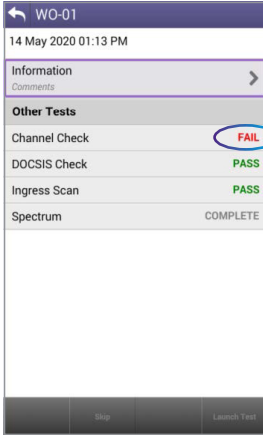 WO-01
14 May 2020 01:13 PM
Information
Comments
Other Tests
Channel Check FAIL
DOCSIS Check PASS
Ingress Scan PASS
Spectrum COMPLETE
Skip Launch Test